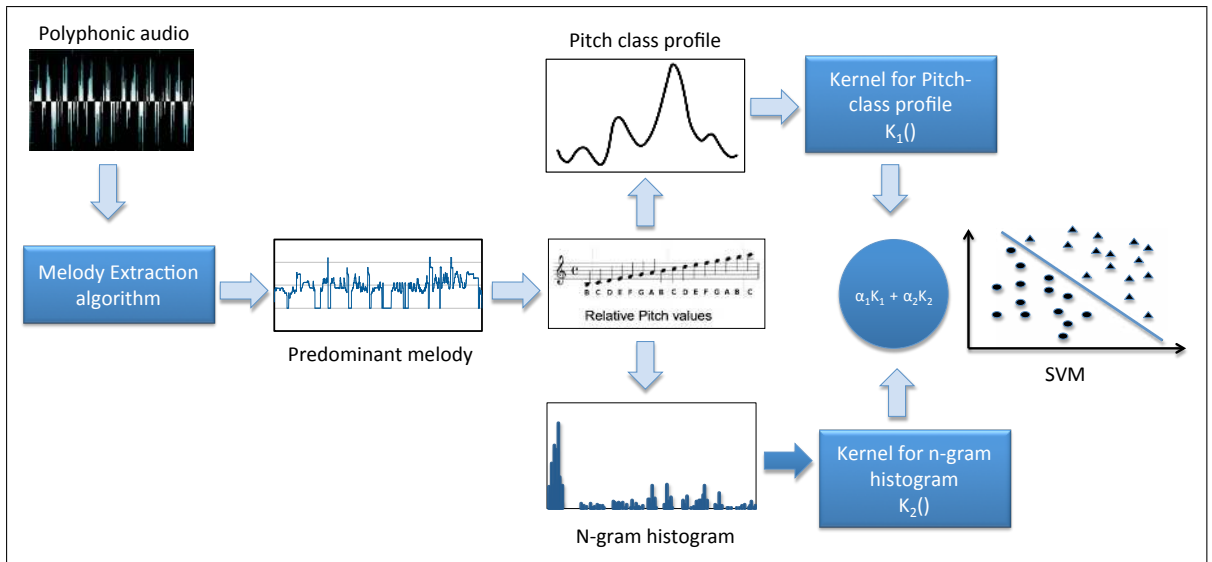 Polyphonic audio
Melody Extraction
algorithm
Predominant melody
Pitch class profile
B C D E F G A B C D E F G A B C
Relative Pitch values
N-gram histogram
Kernel for Pitch-
class profile
K₁()
α₁K₁ + α₂K₂
Kernel for n-gram
histogram
K₂()
SVM